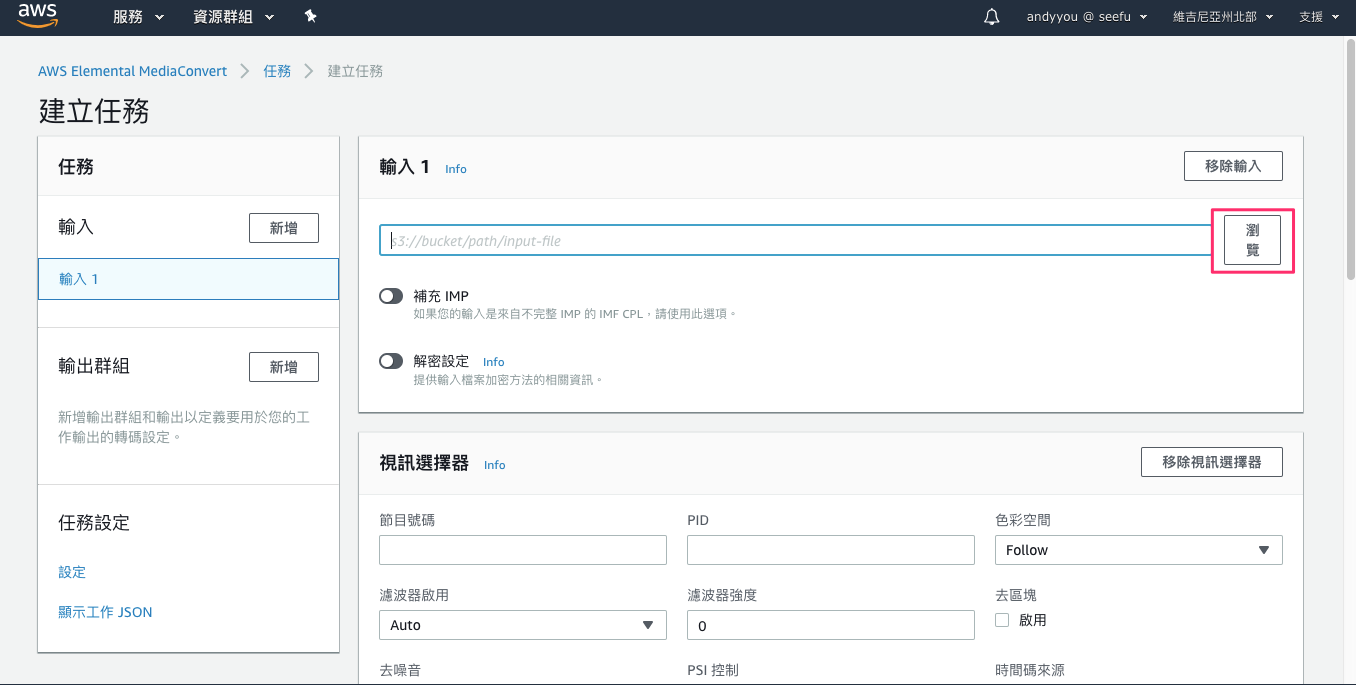 aws
服務
資源群組
andyyou @ seefu
維吉尼亞州北部
支援
AWS Elemental MediaConvert
任務
建立任務
建立任務
任務
輸入
新增
輸入 1
輸出群組
新增
新增輸出群組和輸出以定義要用於您的工
作輸出的轉碼設定。
任務設定
設定
顯示工作 JSON
輸入 1
Info
移除輸入
s3://bucket/path/input-file
瀏
覽
補充 IMP
如果您的輸入是來自不完整 IMP 的 IMF CPL，請使用此選項。
解密設定
Info
提供輸入檔案加密方法的相關資訊。
視訊選擇器
Info
移除視訊選擇器
節目號碼
PID
色彩空間
Follow
濾波器啟用
濾波器強度
去區塊
Auto
0
啟用
去噪音
PSI 控制
時間碼來源